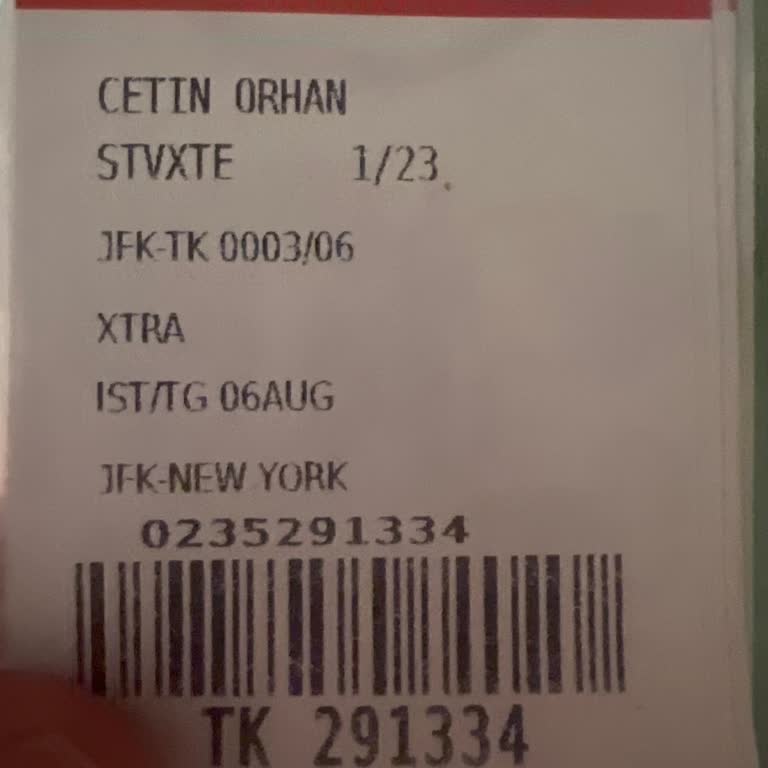 CETIN ORHAN
STVXTE 1/23
JFK-TK 0003/06
XTRA
IST/TG 06AUG
JFK-NEW YORK
0235291334
TK 291334